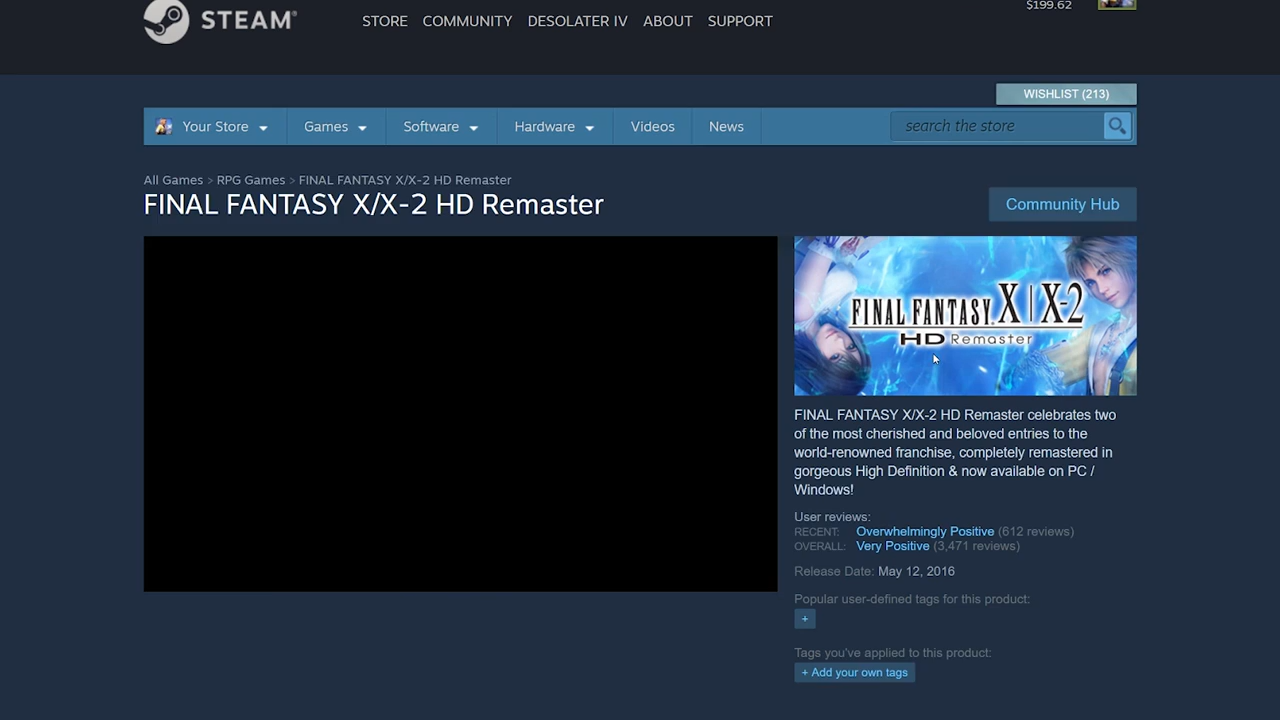 $199.62
STEAM®
STORE COMMUNITY DESOLATER IV ABOUT SUPPORT
WISHLIST (213)
Your Store Games Software Hardware Videos News search the store
All Games > RPG Games > FINAL FANTASY X/X-2 HD Remaster
FINAL FANTASY X/X-2 HD Remaster
Community Hub
FINAL FANTASY X|X-2
HD Remaster
FINAL FANTASY X/X-2 HD Remaster celebrates two
of the most cherished and beloved entries to the
world-renowned franchise, completely remastered in
gorgeous High Definition & now available on PC /
Windows!
User reviews:
RECENT: Overwhelmingly Positive (612 reviews)
OVERALL: Very Positive (3,471 reviews)
Release Date: May 12, 2016
Popular user-defined tags for this product:
+
Tags you've applied to this product:
+ Add your own tags